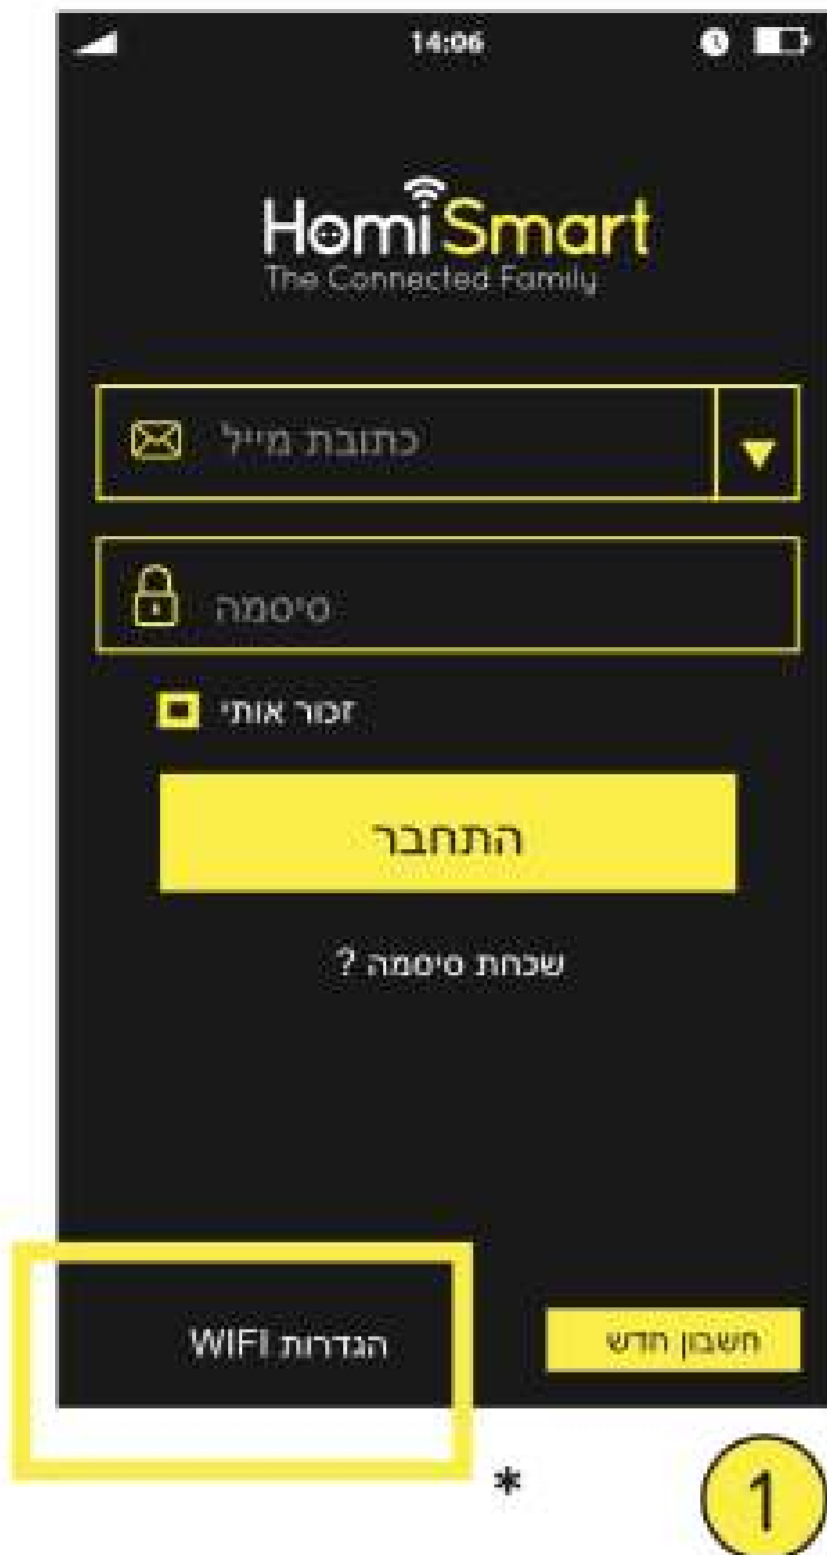 14:06
HomiSmart
The Connected Family
כתובת מייל
סיסמה
זכור אותי
התחבר
שכחת סיסמה ?
הגדרות WIFI
חשבון חדש
*
1